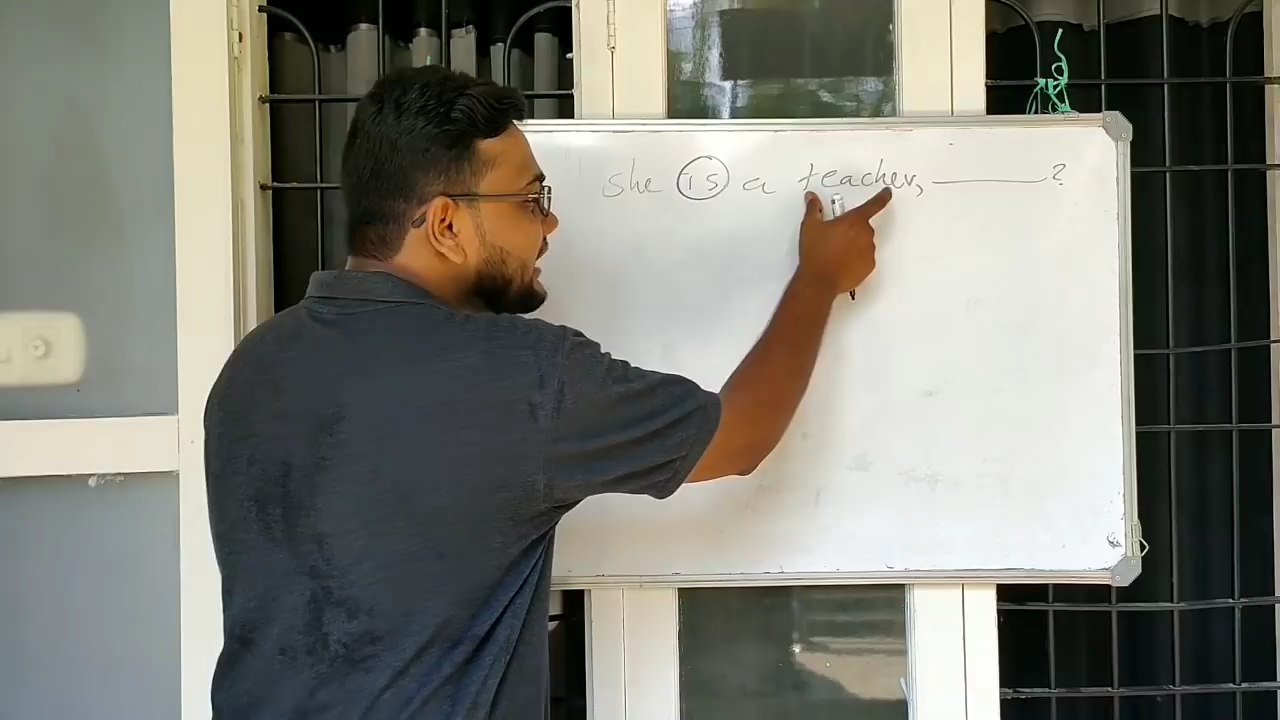 she is a teacher, ______?